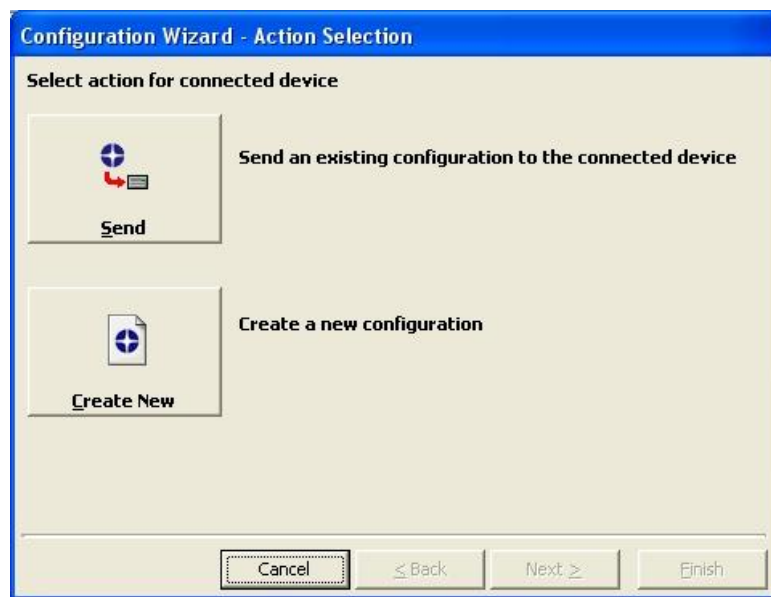 Configuration Wizard - Action Selection
Select action for connected device
Send an existing configuration to the connected device
Send
Create a new configuration
Create New
Cancel
< Back
Next >
Finish